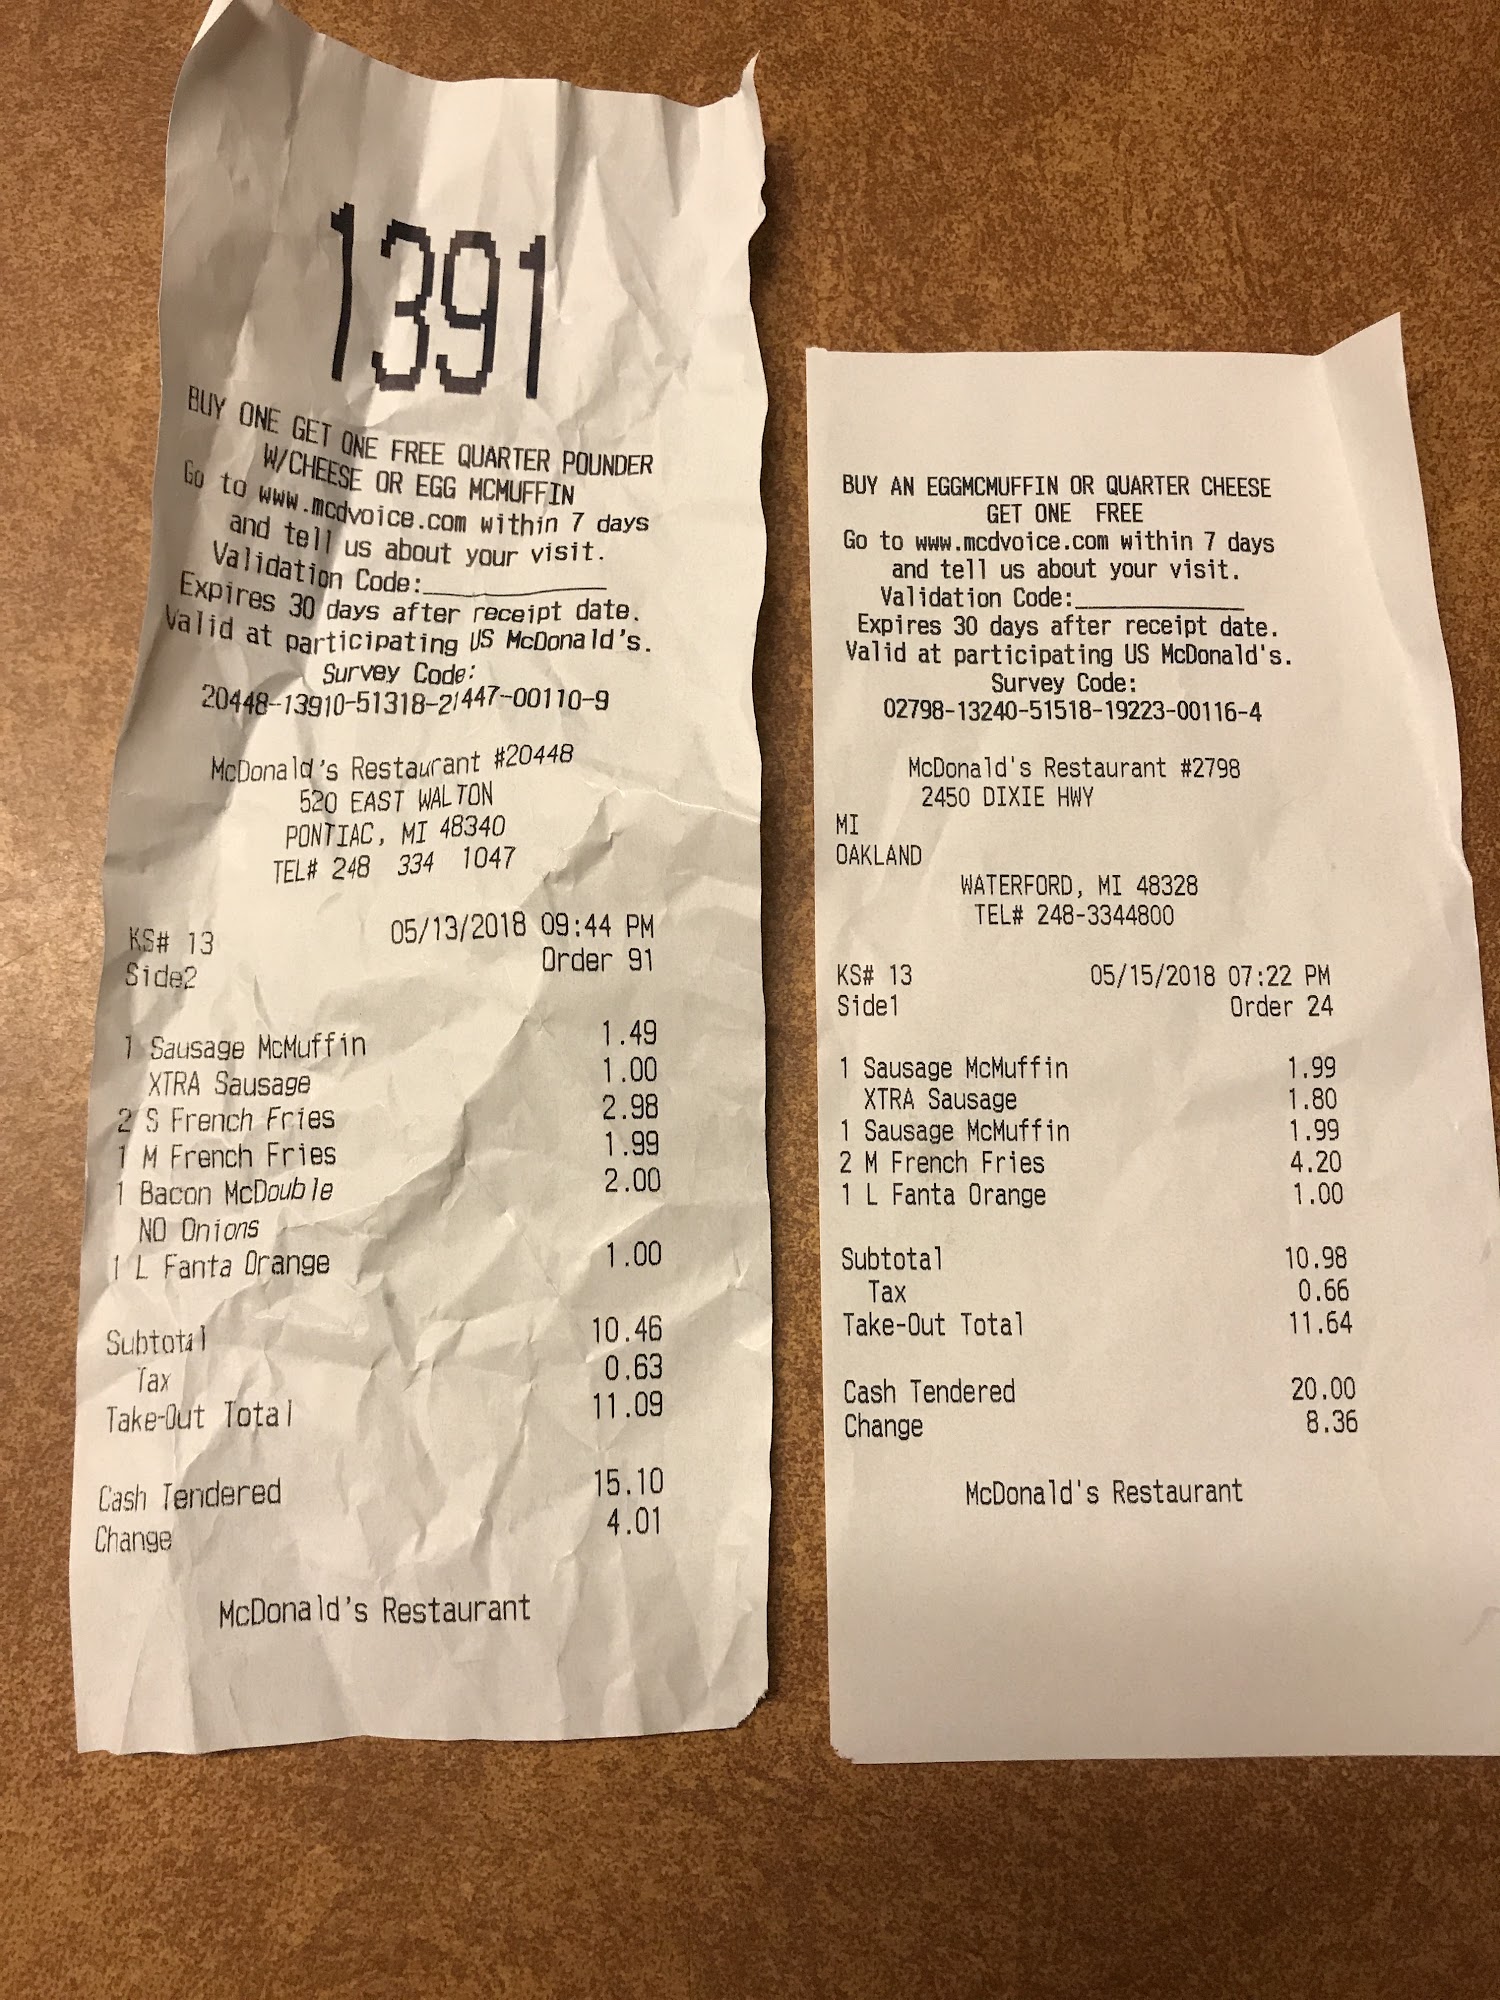 1391
BUY ONE GET ONE FREE QUARTER POUNDER
W/CHEESE OR EGG MCMUFFIN
Go to www.mcdvoice.com within 7 days
and tell us about your visit.
Validation Code:___________
Expires 30 days after receipt date.
Valid at participating US McDonald's.
Survey Code:
20448-13910-51318-21447-00110-9
McDonald's Restaurant #20448
520 EAST WALTON
PONTIAC, MI 48340
TEL# 248 334 1047
KS# 13 05/13/2018 09:44 PM
Side2 Order 91
1 Sausage McMuffin 1.49
XTRA Sausage 1.00
2 S French Fries 2.98
1 M French Fries 1.99
1 Bacon McDouble 2.00
NO Onions
1 L Fanta Orange 1.00
Subtotal 10.46
Tax 0.63
Take-Out Total 11.09
Cash Tendered 15.10
Change 4.01
McDonald's Restaurant
BUY AN EGGMCMUFFIN OR QUARTER CHEESE
GET ONE FREE
Go to www.mcdvoice.com within 7 days
and tell us about your visit.
Validation Code:___________
Expires 30 days after receipt date.
Valid at participating US McDonald's.
Survey Code:
02798-13240-51518-19223-00116-4
McDonald's Restaurant #2798
2450 DIXIE HWY
MI
OAKLAND
WATERFORD, MI 48328
TEL# 248-3344800
KS# 13 05/15/2018 07:22 PM
Side1 Order 24
1 Sausage McMuffin 1.99
XTRA Sausage 1.80
1 Sausage McMuffin 1.99
2 M French Fries 4.20
1 L Fanta Orange 1.00
Subtotal 10.98
Tax 0.66
Take-Out Total 11.64
Cash Tendered 20.00
Change 8.36
McDonald's Restaurant